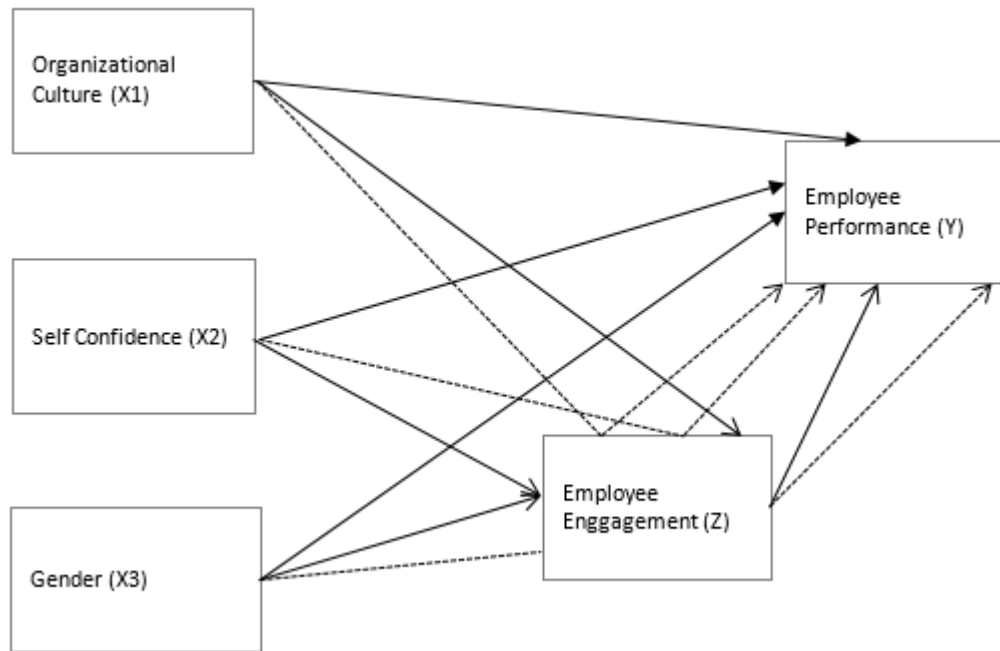 Organizational
Culture (X1)
Employee
Performance (Y)
Self Confidence (X2)
Employee
Enggagement (Z)
Gender (X3)